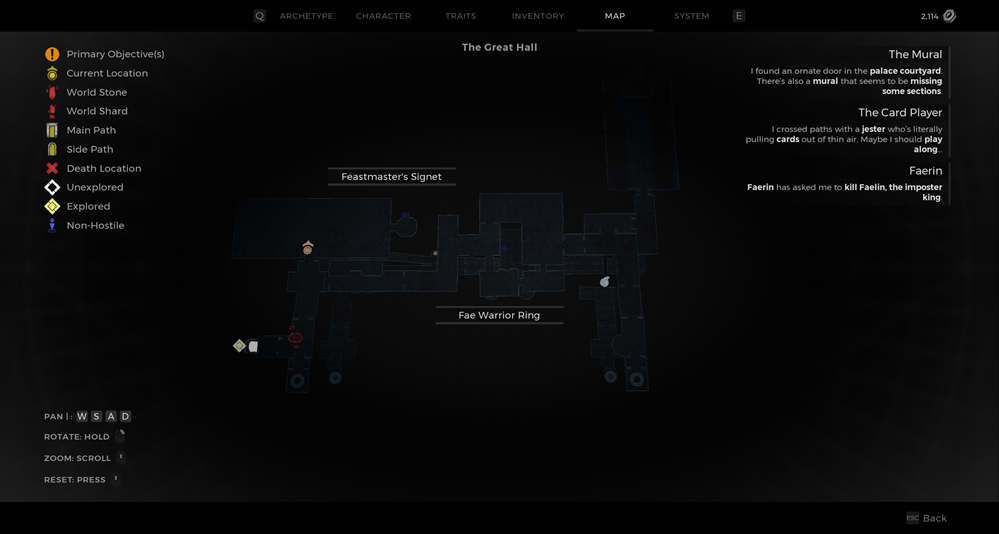 Q ARCHETYPE CHARACTER TRAITS INVENTORY MAP SYSTEM E
2,114
The Great Hall
Primary Objective(s)
Current Location
World Stone
World Shard
Main Path
Side Path
Death Location
Unexplored
Explored
Non-Hostile
The Mural
I found an ornate door in the palace courtyard.
There's also a mural that seems to be missing
some sections.
The Card Player
I crossed paths with a jester who's literally
pulling cards out of thin air. Maybe I should play
along...
Faerin
Faerin has asked me to kill Faelin, the imposter
king.
Feastmaster's Signet
Fae Warrior Ring
PAN | : W S A D
ROTATE: HOLD
ZOOM: SCROLL
RESET: PRESS
ESC Back